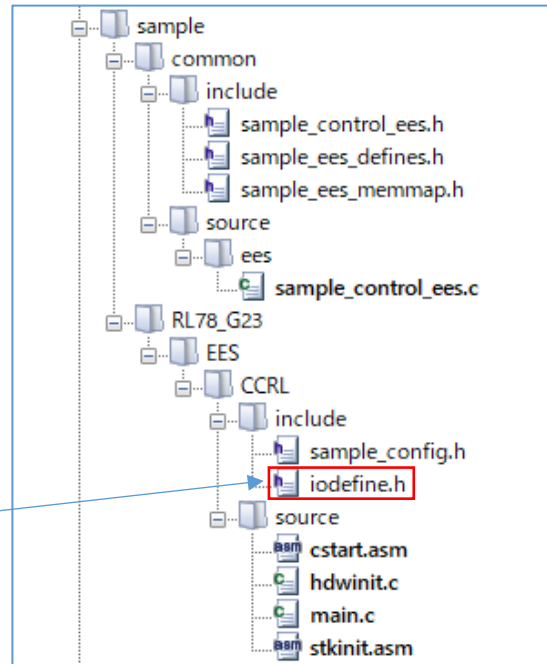 sample
common
include
sample_control_ees.h
sample_ees_defines.h
sample_ees_memmap.h
source
ees
sample_control_ees.c
RL78_G23
EES
CCRL
include
sample_config.h
iodefine.h
source
cstart.asm
hdwinit.c
main.c
stkinit.asm